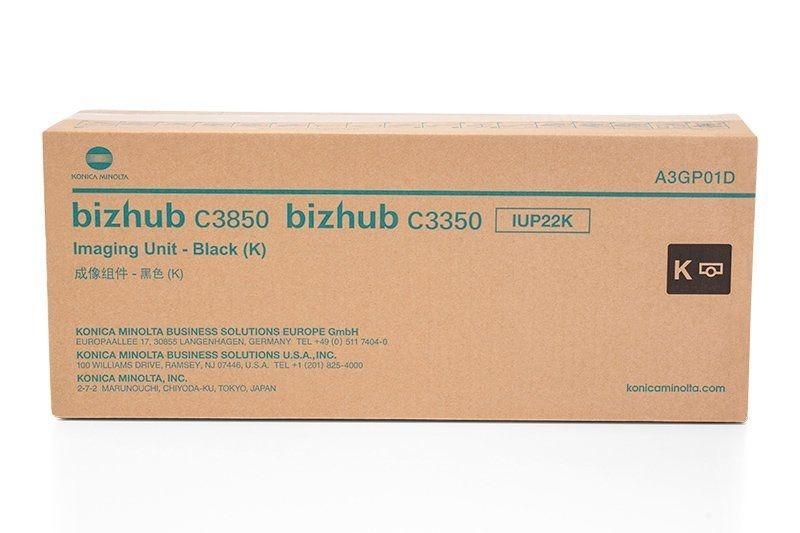 KONICA MINOLTA
A3GP01D
bizhub C3850 bizhub C3350 IUP22K
Imaging Unit - Black (K)
成像组件 - 黑色 (K)
K
KONICA MINOLTA BUSINESS SOLUTIONS EUROPE GmbH
EUROPAALLEE 17, 30855 LANGENHAGEN, GERMANY TEL +49 (0) 511 7404-0
KONICA MINOLTA BUSINESS SOLUTIONS U.S.A.,INC.
100 WILLIAMS DRIVE, RAMSEY, NJ 07446, U.S.A. TEL +1 (201) 825-4000
KONICA MINOLTA, INC.
2-7-2 MARUNOUCHI, CHIYODA-KU, TOKYO, JAPAN
konicaminolta.com